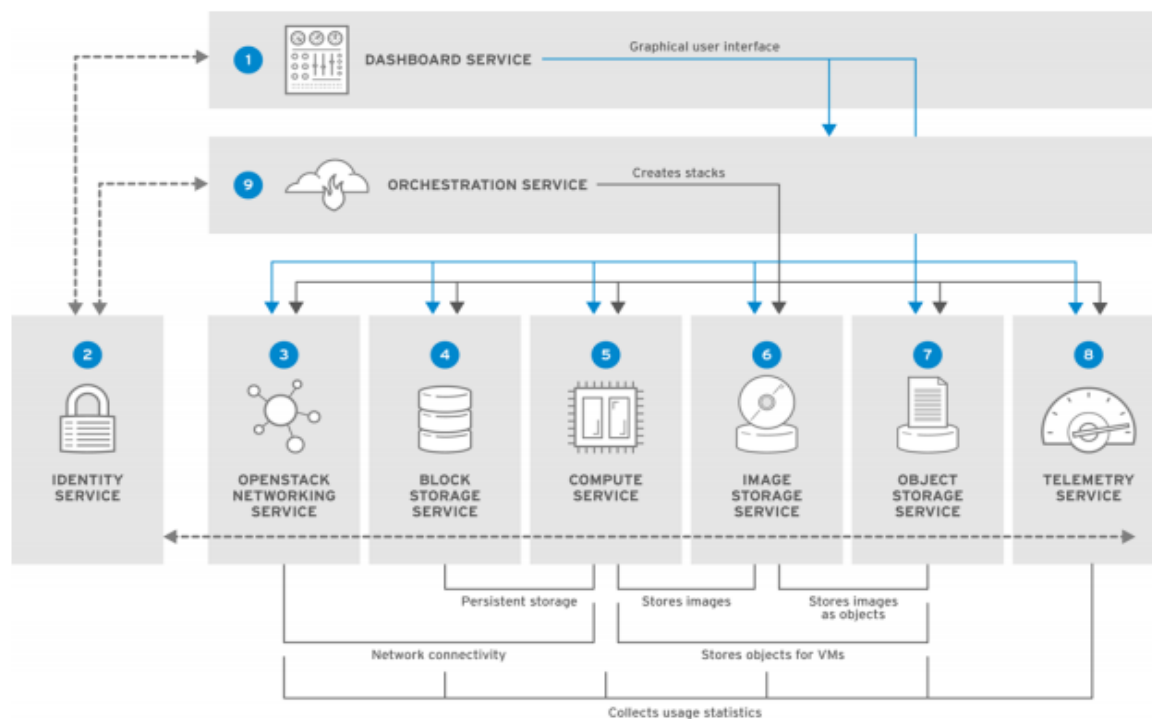 1
DASHBOARD SERVICE
Graphical user interface
9
ORCHESTRATION SERVICE
Creates stacks
2
IDENTITY
SERVICE
3
OPENSTACK
NETWORKING
SERVICE
4
BLOCK
STORAGE
SERVICE
5
COMPUTE
SERVICE
6
IMAGE
STORAGE
SERVICE
7
OBJECT
STORAGE
SERVICE
8
TELEMETRY
SERVICE
Persistent storage
Stores images
Stores images
as objects
Network connectivity
Stores objects for VMs
Collects usage statistics